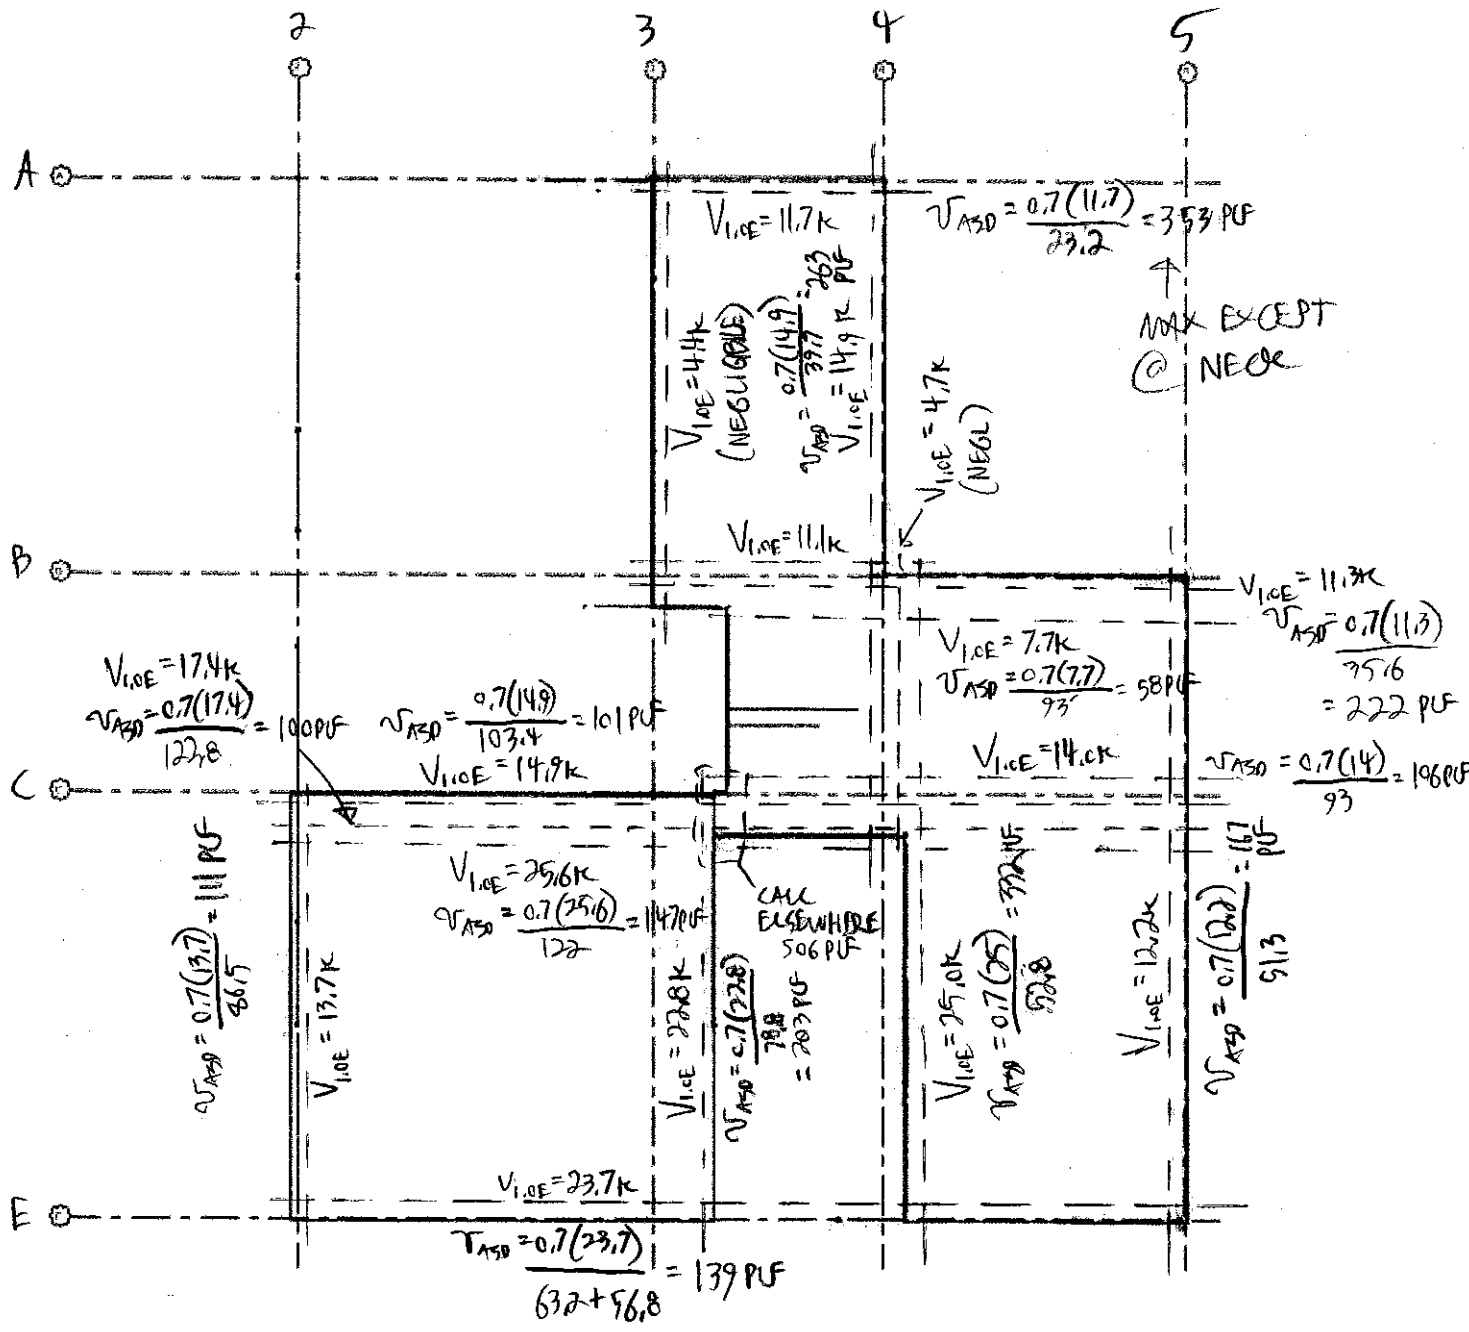 2 3 4 5
A
V1.0E = 11.7K
vASD = 0.7(11.7) / 23.2 = 353 PLF
MAX EXCEPT
@ NECK
V1.0E = 4.4K
(NEGLIGIBLE)
vASD = 0.7(14.9) / 39.7 = 263 PLF
V1.0E = 14.9K
V1.0E = 4.7K
(NEGL)
V1.0E = 11.1K
B
V1.0E = 11.3K
vASD = 0.7(11.3) / 35.6
= 222 PLF
V1.0E = 7.7K
vASD = 0.7(7.7) / 93 = 58 PLF
V1.0E = 17.4K
vASD = 0.7(17.4) / 122.8 = 100 PLF
vASD = 0.7(14.9) / 103.4 = 101 PLF
V1.0E = 14.9K
V1.0E = 14.0K
vASD = 0.7(14) / 93 = 106 PLF
C
V1.0E = 25.6K
vASD = 0.7(25.6) / 122 = 147 PLF
CALC
ELSEWHERE
506 PLF
vASD = 0.7(13.7) / 86.5 = 111 PLF
V1.0E = 13.7K
V1.0E = 22.8K
vASD = 0.7(22.8) / 78.8
= 203 PLF
V1.0E = 25.0K
vASD = 0.7(25) / 52.8 = 332 PLF
V1.0E = 12.2K
vASD = 0.7(12.2) / 51.3 = 167 PLF
V1.0E = 23.7K
E
vASD = 0.7(23.7) / 63.2 + 56.8 = 139 PLF